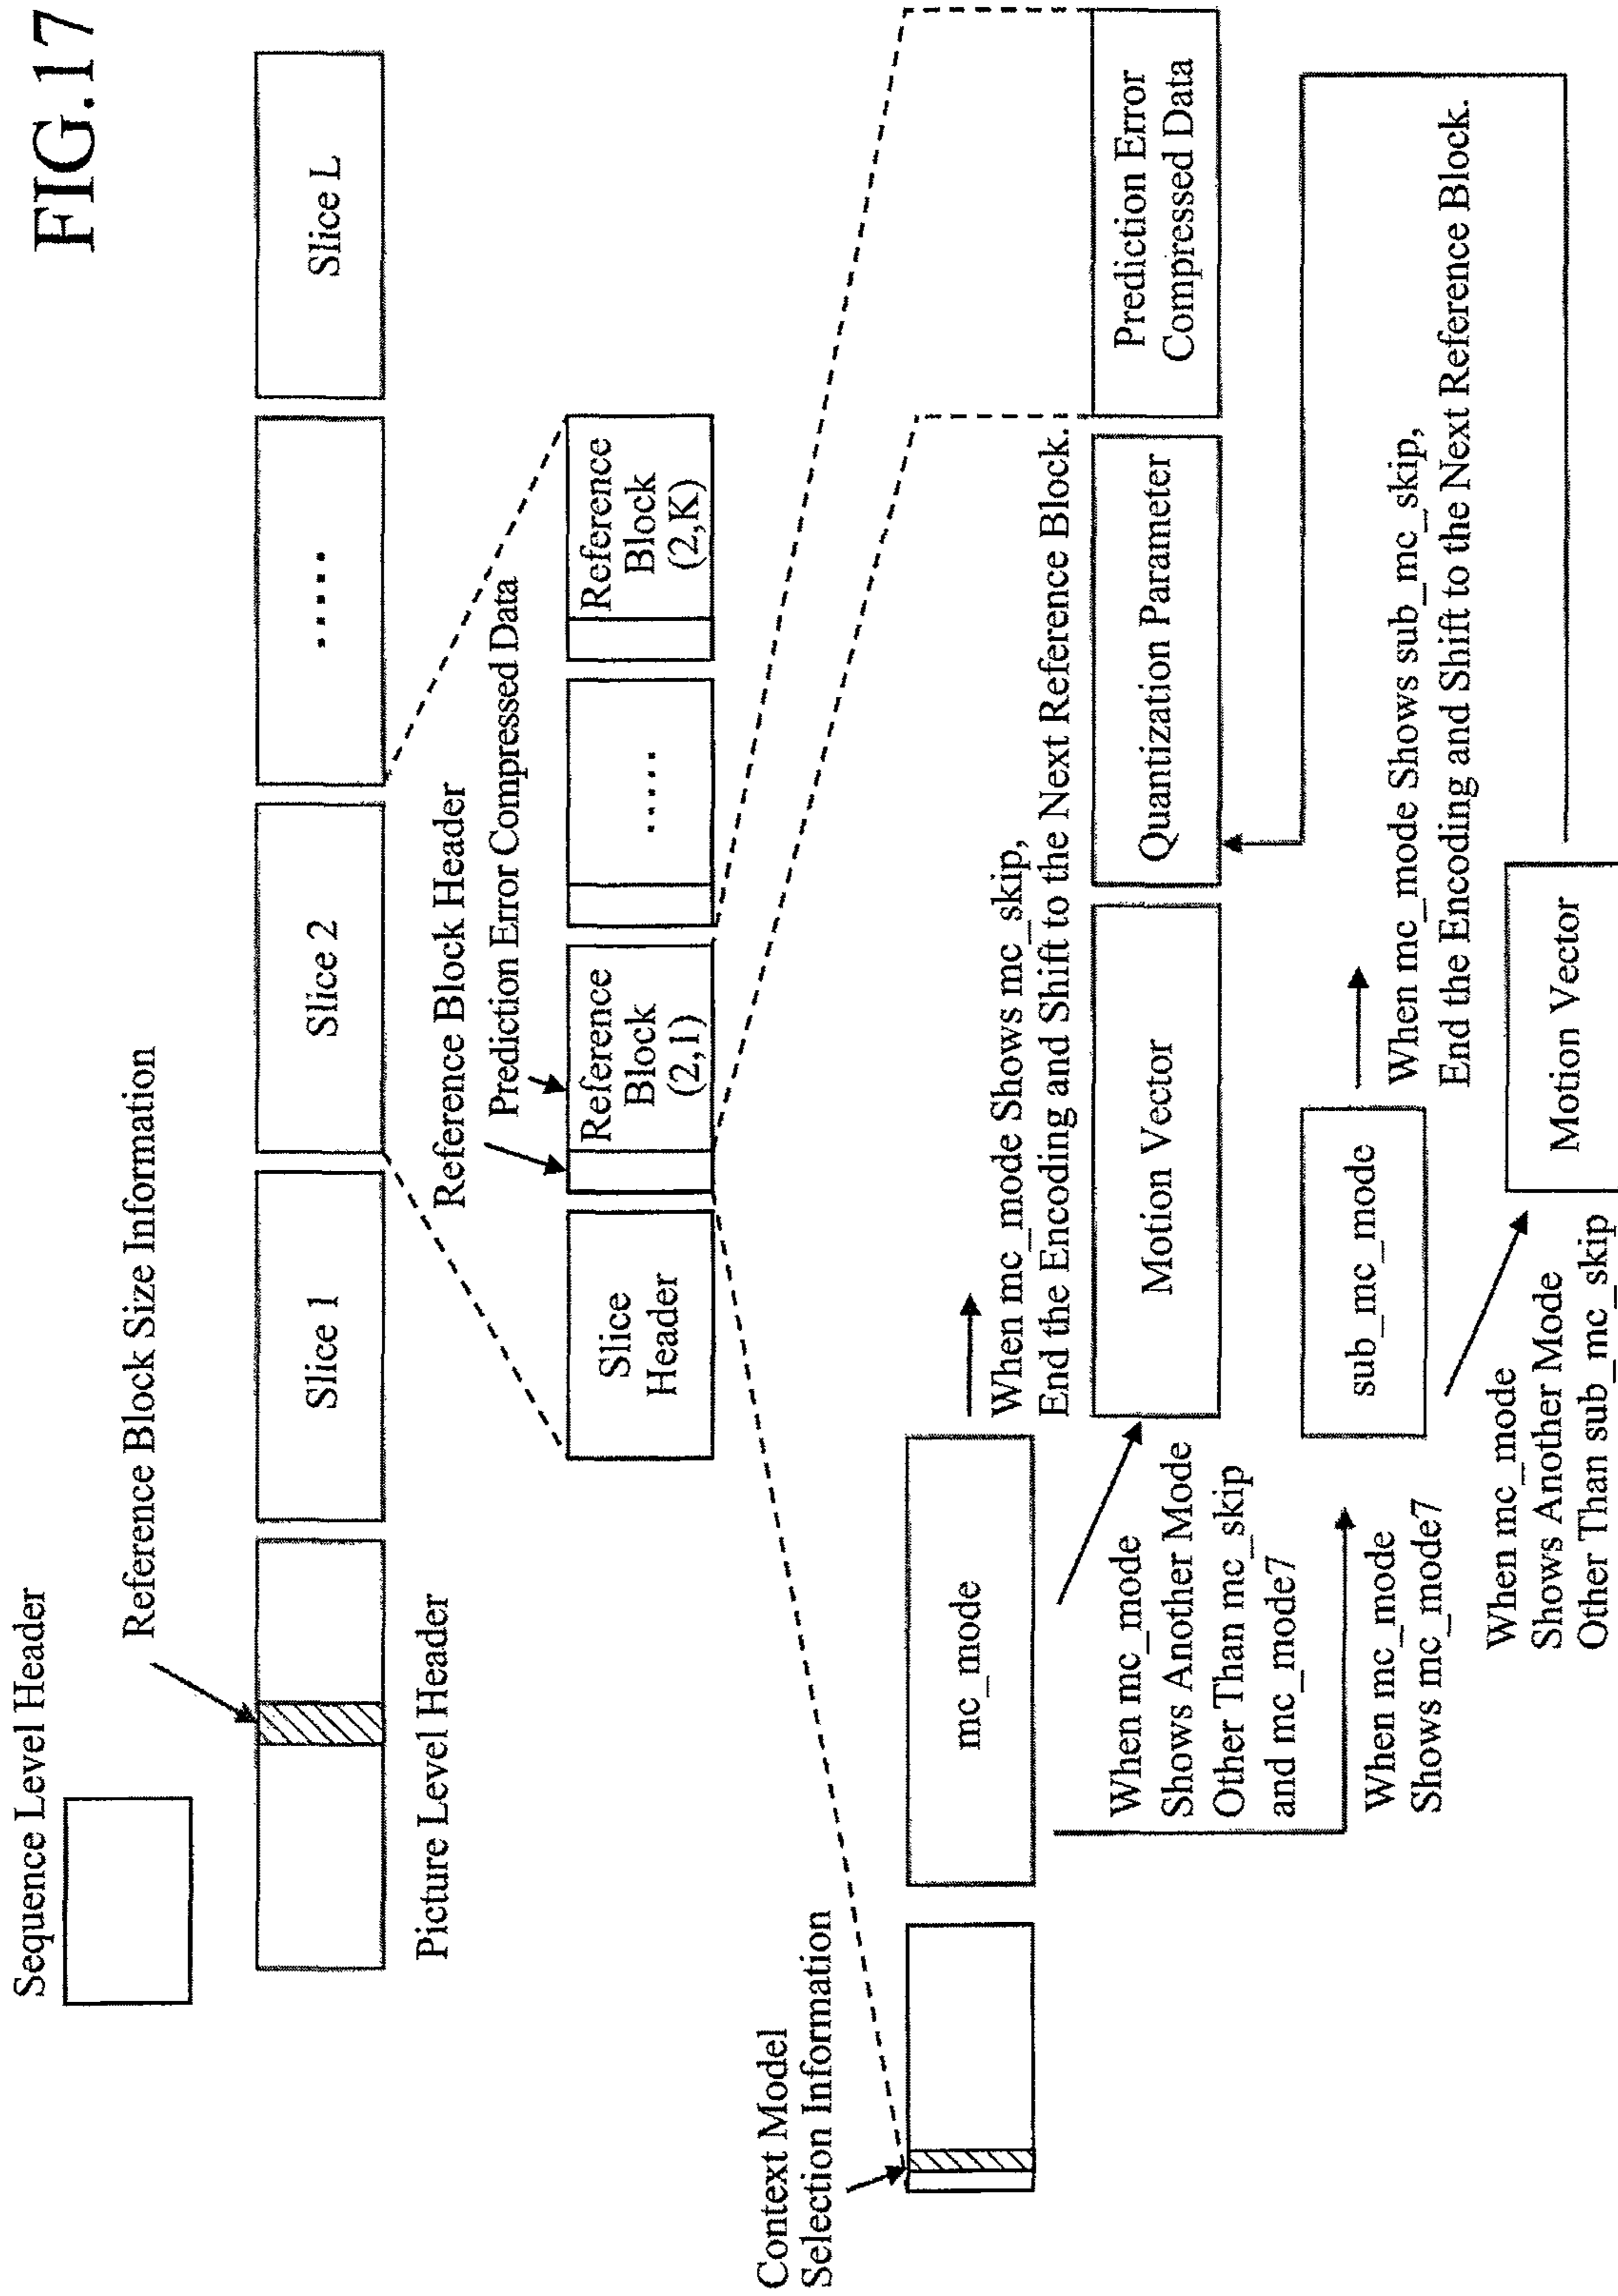 FIG.17
Sequence Level Header
Reference Block Size Information
Picture Level Header
Slice 1
Slice 2
.....
Slice L
Reference Block Header
Prediction Error Compressed Data
Slice
Header
Reference
Block
(2,1)
.....
Reference
Block
(2,K)
Context Model
Selection Information
mc_mode
When mc_mode Shows mc_skip,
End the Encoding and Shift to the Next Reference Block.
When mc_mode
Shows Another Mode
Other Than mc_skip
and mc_mode7
Motion Vector
Quantization Parameter
Prediction Error
Compressed Data
When mc_mode
Shows mc_mode7
sub_mc_mode
When mc_mode Shows sub_mc_skip,
End the Encoding and Shift to the Next Reference Block.
When mc_mode
Shows Another Mode
Other Than sub_mc_skip
Motion Vector